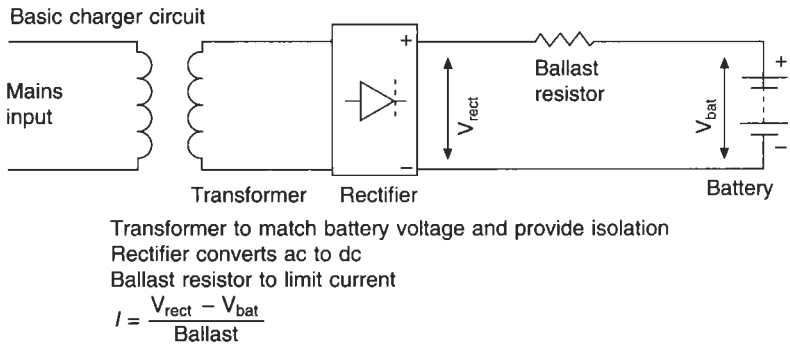 Basic charger circuit
Mains
input
+
−
V_rect
Ballast
resistor
V_bat
+
−
Transformer
Rectifier
Battery
Transformer to match battery voltage and provide isolation
Rectifier converts ac to dc
Ballast resistor to limit current
I = (V_rect − V_bat) / Ballast